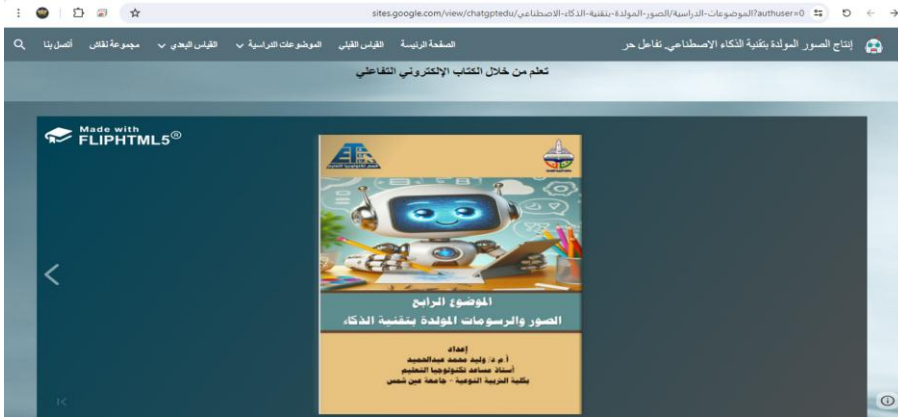 sites.google.com/view/chatgptedu/الموضوعات-الدراسية/الصور-المولدة-بتقنية-الذكاء-الاصطناعي?authuser=0
إنتاج الصور المولدة بتقنية الذكاء الاصطناعي_ تفاعل حر
الصفحة الرئيسة
القياس القبلي
الموضوعات الدراسية
القياس البعدي
مجموعة نقاش
أتصل بنا
تعلم من خلال الكتاب الإلكتروني التفاعلي
Made with
FLIPHTML5®
الموضوع الرابع
الصور والرسومات المولدة بتقنية الذكاء
إعداد
أ.م.د/ وليد محمد عبدالحميد
أستاذ مساعد تكنولوجيا التعليم
بكلية التربية النوعية - جامعة عين شمس